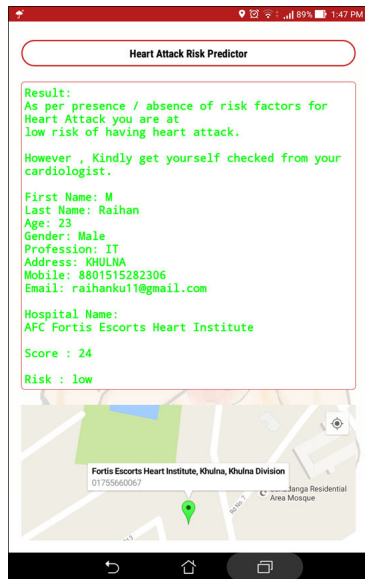 89% 1:47 PM
Heart Attack Risk Predictor
Result:
As per presence / absence of risk factors for
Heart Attack you are at
low risk of having heart attack.
However , Kindly get yourself checked from your
cardiologist.
First Name: M
Last Name: Raihan
Age: 23
Gender: Male
Profession: IT
Address: KHULNA
Mobile: 8801515282306
Email: raihanku11@gmail.com
Hospital Name:
AFC Fortis Escorts Heart Institute
Score : 24
Risk : low
Fortis Escorts Heart Institute, Khulna, Khulna Division
01755660067
Residential
Area Mosque